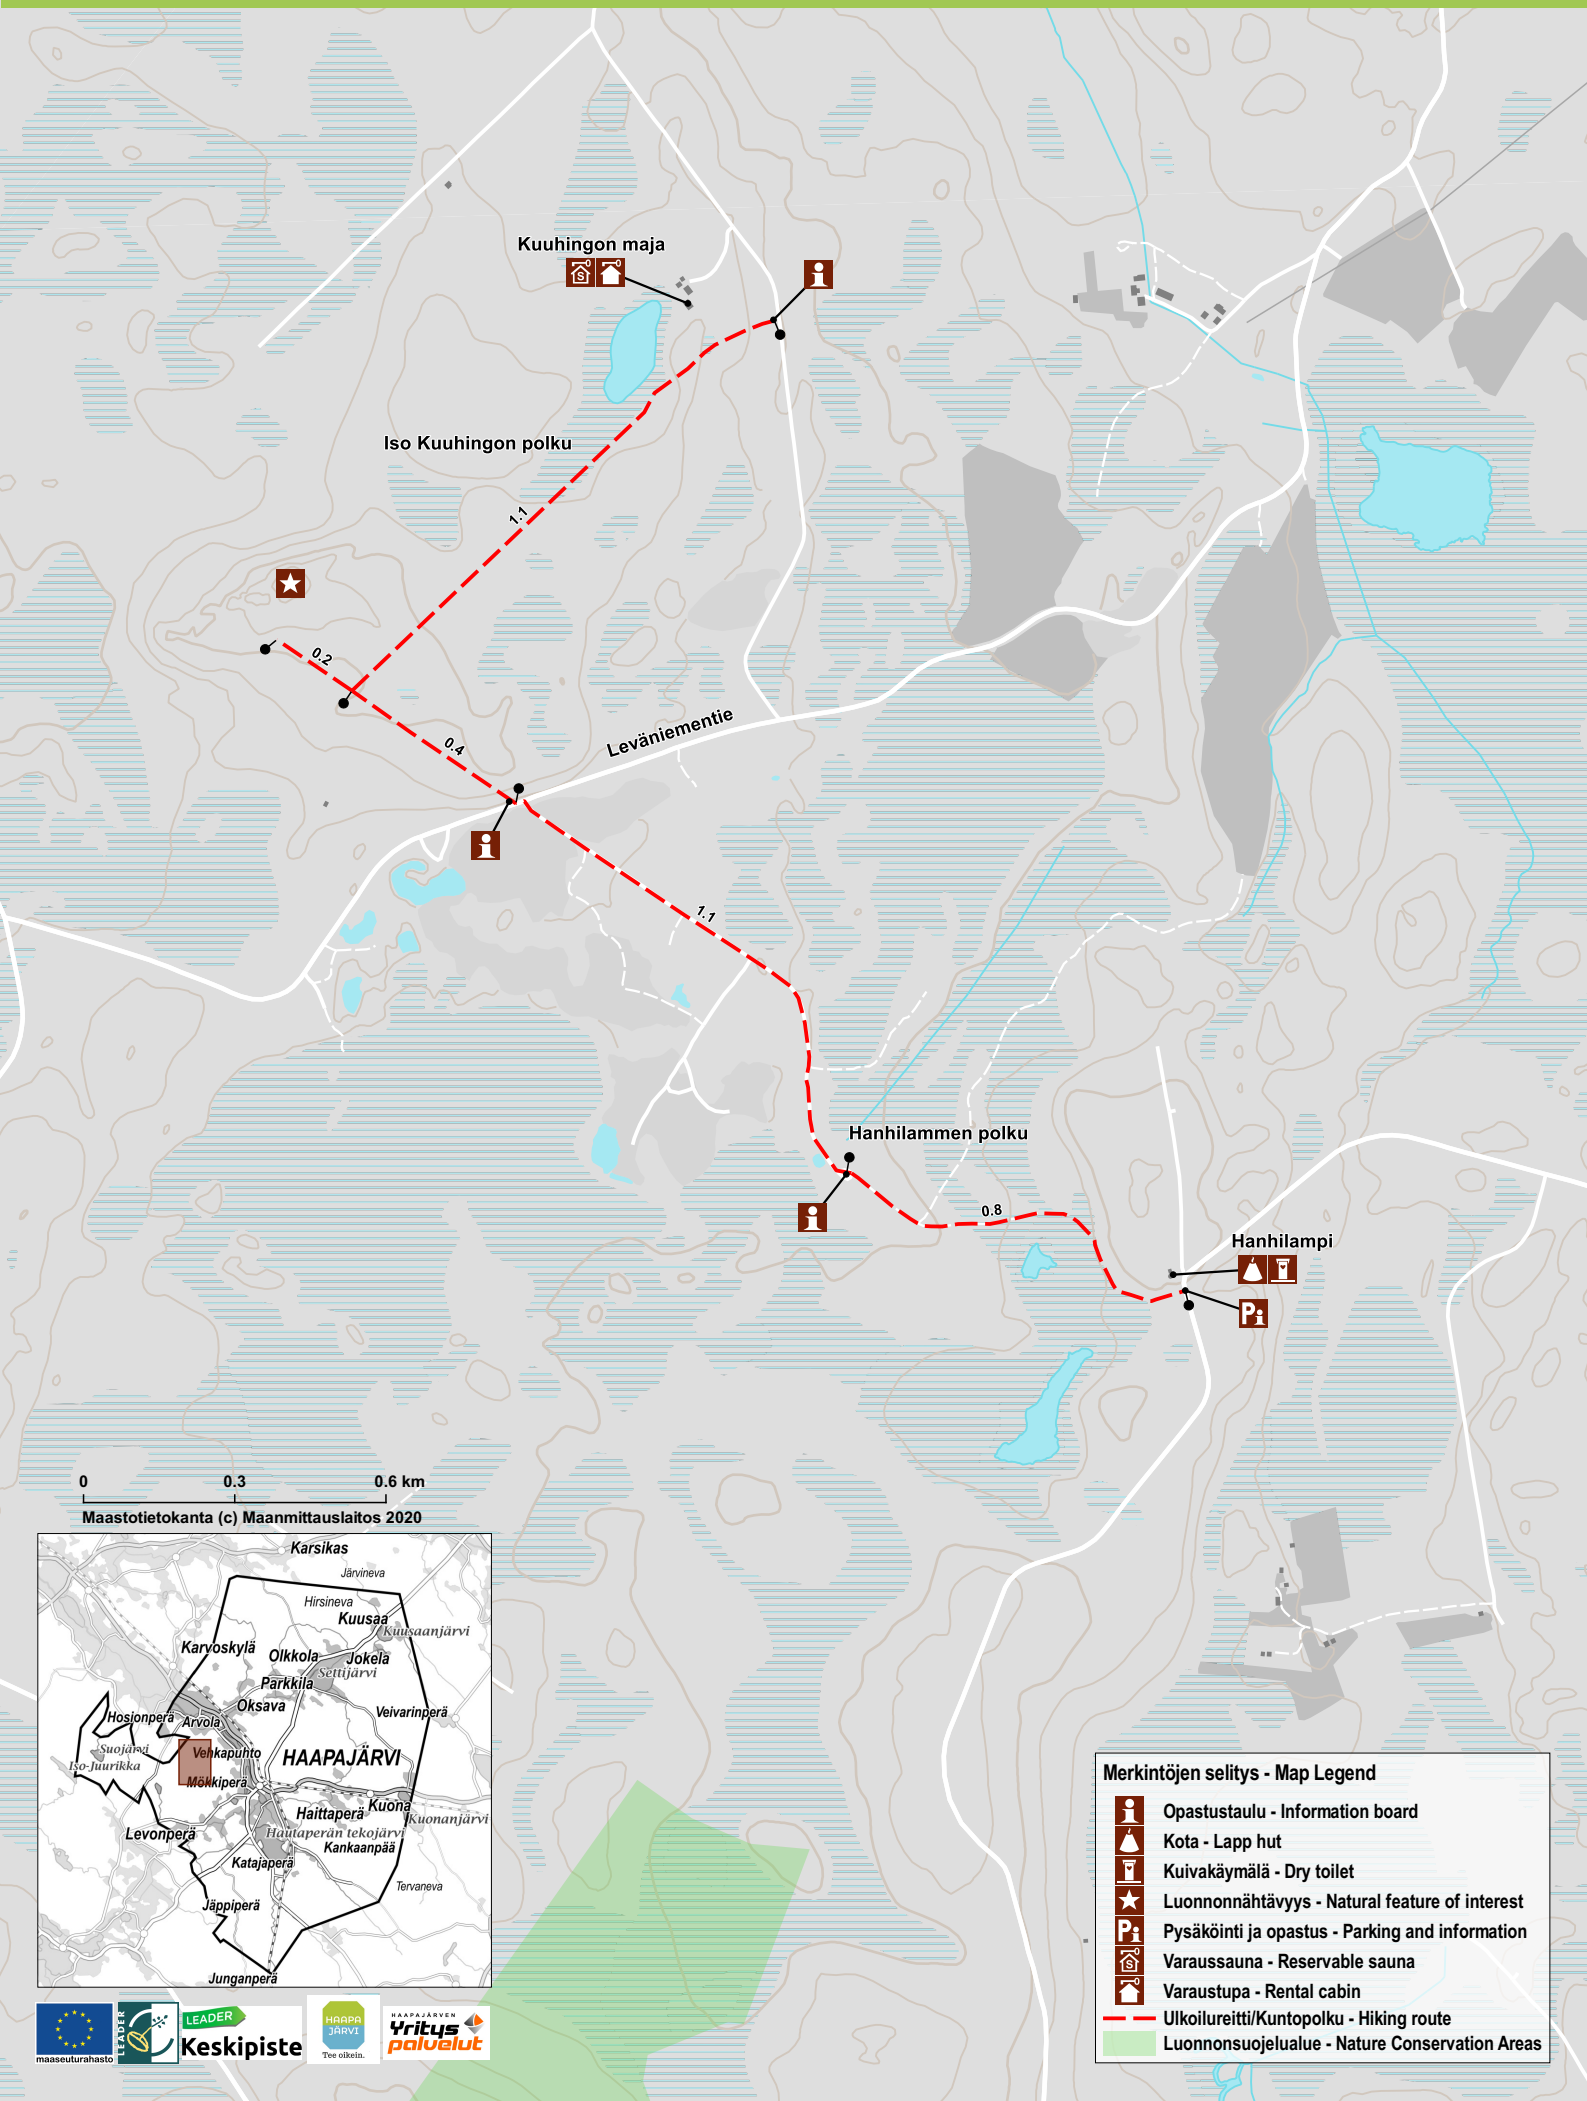 Kuuhingon maja
Iso Kuuhingon polku
1.1
0.2
0.4
Leväniementie
1.1
Hanhilammen polku
0.8
Hanhilampi
P
0 0.3 0.6 km
Maastotietokanta (c) Maanmittauslaitos 2020
Karsikas
Järvineva
Hirsineva
Kuusaa
Kuusaanjärvi
Karvoskylä
Olkkola
Jokela
Settijärvi
Parkkila
Oksava
Veivarinperä
Hosionperä
Arvola
Suojärvi
Vehkapuhto
HAAPAJÄRVI
Iso-Juurikka
Mökkiperä
Kuona
Haittaperä
Kuonanjärvi
Levonperä
Hautaperän tekojärvi
Kankaanpää
Katajaperä
Tervaneva
Jäppiperä
Junganperä
maaseuturahasto
LEADER
LEADER
Keskipiste
HAAPA
JÄRVI
Tee oikein.
HAAPAJÄRVEN
Yritys
palvelut
Merkintöjen selitys - Map Legend
Opastustaulu - Information board
Kota - Lapp hut
Kuivakäymälä - Dry toilet
Luonnonnähtävyys - Natural feature of interest
Pysäköinti ja opastus - Parking and information
Varaussauna - Reservable sauna
Varaustupa - Rental cabin
Ulkoilureitti/Kuntopolku - Hiking route
Luonnonsuojelualue - Nature Conservation Areas